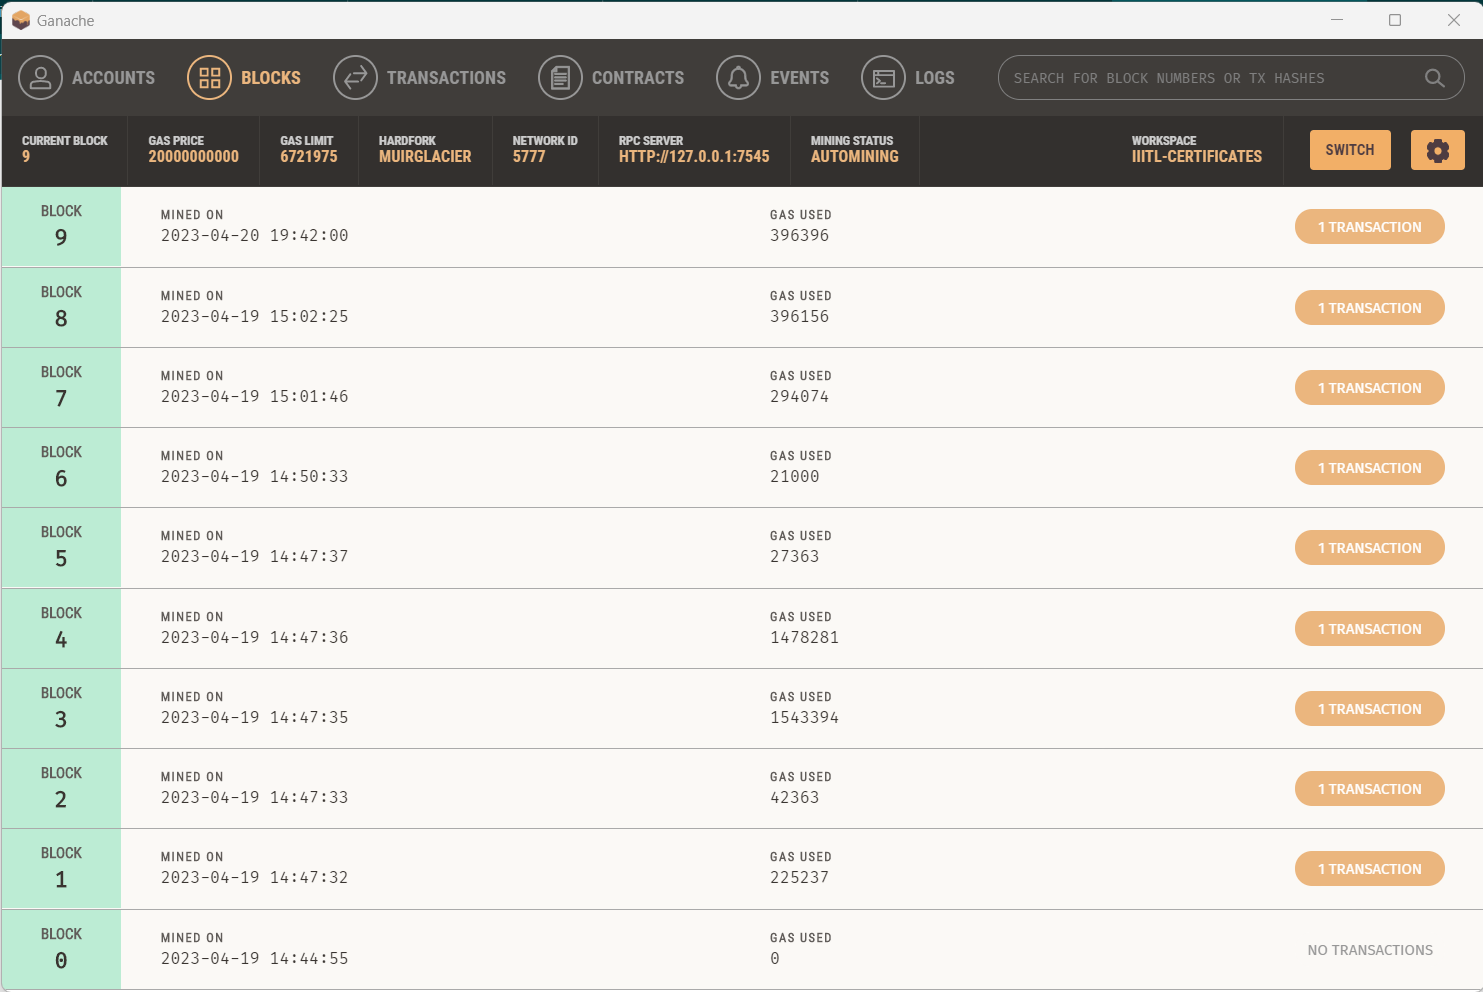 Ganache
ACCOUNTS BLOCKS TRANSACTIONS CONTRACTS EVENTS LOGS SEARCH FOR BLOCK NUMBERS OR TX HASHES
CURRENT BLOCK GAS PRICE GAS LIMIT HARDFORK NETWORK ID RPC SERVER MINING STATUS WORKSPACE
9 20000000000 6721975 MUIRGLACIER 5777 HTTP://127.0.0.1:7545 AUTOMINING IIITL-CERTIFICATES SWITCH
BLOCK MINED ON GAS USED
9 2023-04-20 19:42:00 396396 1 TRANSACTION
BLOCK MINED ON GAS USED
8 2023-04-19 15:02:25 396156 1 TRANSACTION
BLOCK MINED ON GAS USED
7 2023-04-19 15:01:46 294074 1 TRANSACTION
BLOCK MINED ON GAS USED
6 2023-04-19 14:50:33 21000 1 TRANSACTION
BLOCK MINED ON GAS USED
5 2023-04-19 14:47:37 27363 1 TRANSACTION
BLOCK MINED ON GAS USED
4 2023-04-19 14:47:36 1478281 1 TRANSACTION
BLOCK MINED ON GAS USED
3 2023-04-19 14:47:35 1543394 1 TRANSACTION
BLOCK MINED ON GAS USED
2 2023-04-19 14:47:33 42363 1 TRANSACTION
BLOCK MINED ON GAS USED
1 2023-04-19 14:47:32 225237 1 TRANSACTION
BLOCK MINED ON GAS USED
0 2023-04-19 14:44:55 0 NO TRANSACTIONS